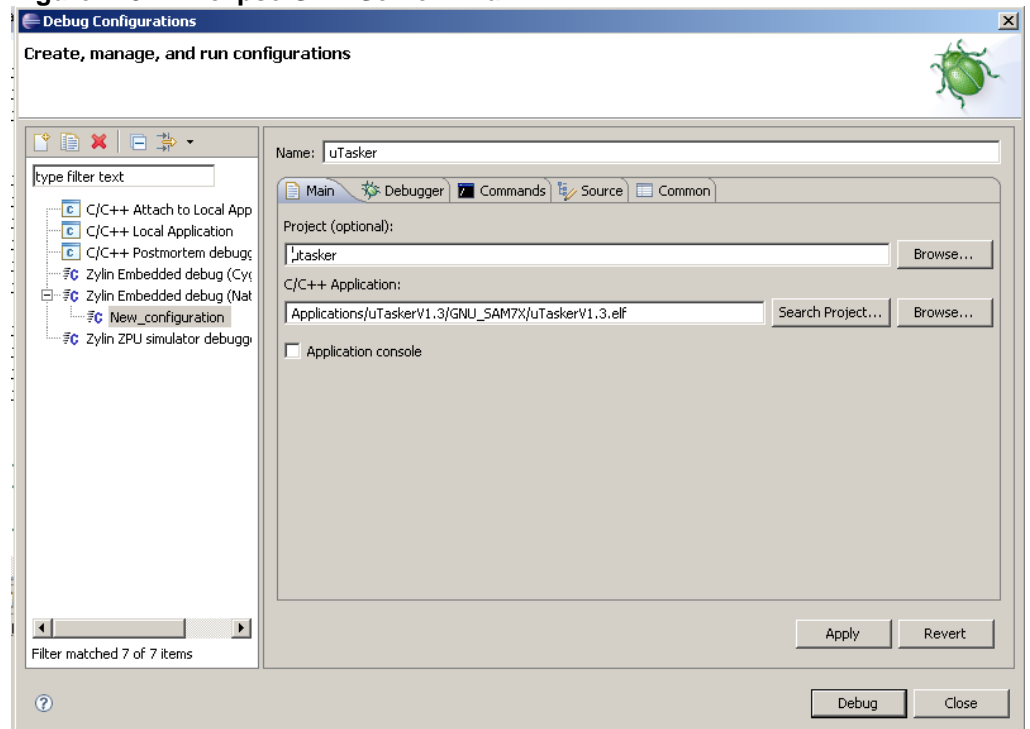 Debug Configurations
Create, manage, and run configurations
type filter text
C/C++ Attach to Local App
C/C++ Local Application
C/C++ Postmortem debugg
Zylin Embedded debug (Cyg
Zylin Embedded debug (Nat
New_configuration
Zylin ZPU simulator debugg
Filter matched 7 of 7 items
Name: uTasker
Main Debugger Commands Source Common
Project (optional):
utasker Browse...
C/C++ Application:
Applications/uTaskerV1.3/GNU_SAM7X/uTaskerV1.3.elf Search Project... Browse...
Application console
Apply Revert
Debug Close